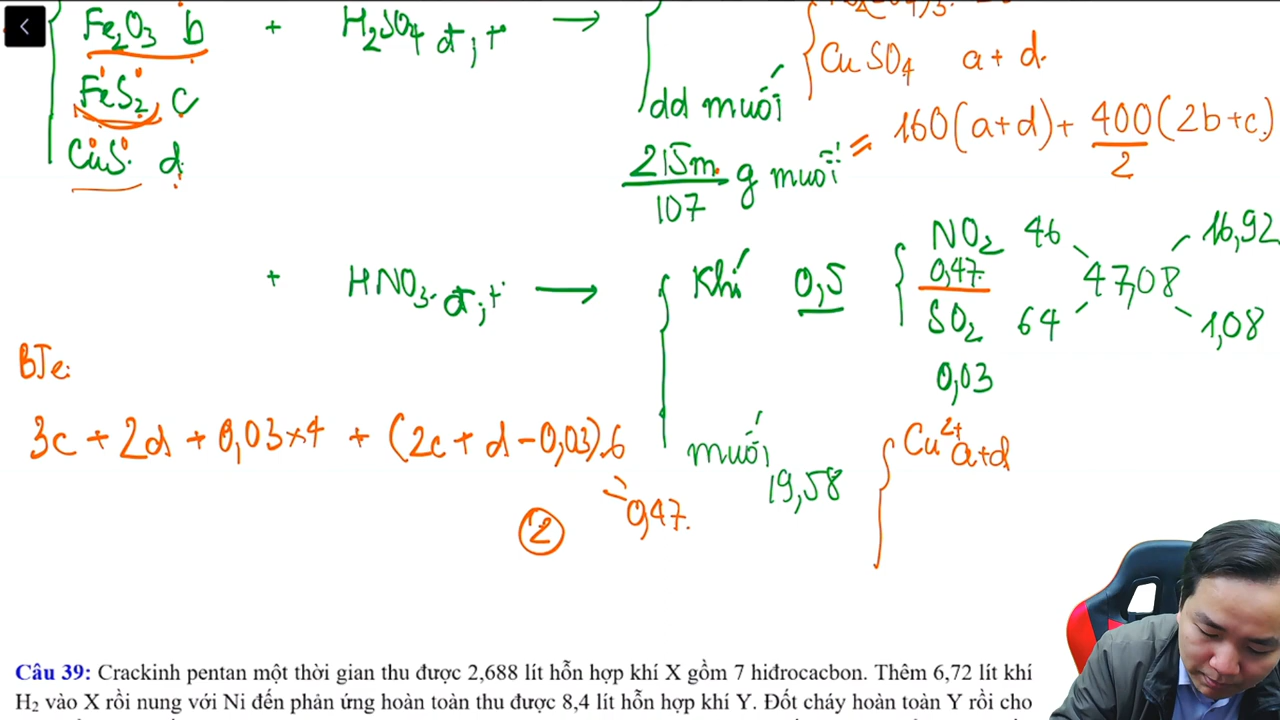 Fe₂O₃ b + H₂SO₄ đ,t →
CuSO₄ a + d.
FeS₂ c
dd muối
CuS d
215m/107 g muối = 160(a+d) + 400/2 (2b+c)
+ HNO₃ đ,t → Khí 0,5
NO₂ 46
0,47
SO₂ 64
0,03
47,08
16,92
1,08
BTe:
3c + 2d + 0,03×4 + (2c + d - 0,03).6
= 0,47.
②
muối 19,58
Cu²⁺ a+d
Câu 39: Crackinh pentan một thời gian thu được 2,688 lít hỗn hợp khí X gồm 7 hiđrocacbon. Thêm 6,72 lít khí
H₂ vào X rồi nung với Ni đến phản ứng hoàn toàn thu được 8,4 lít hỗn hợp khí Y. Đốt cháy hoàn toàn Y rồi cho